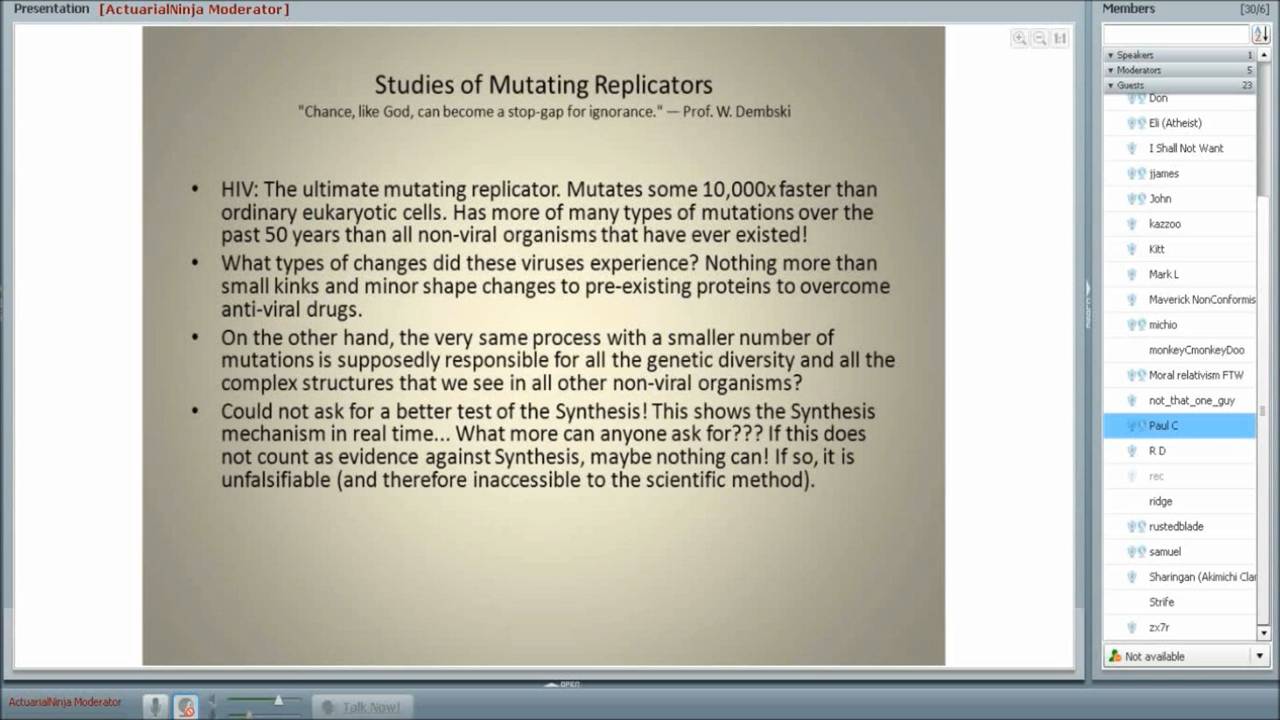 Presentation [ActuarialNinja Moderator]
Studies of Mutating Replicators
"Chance, like God, can become a stop-gap for ignorance." — Prof. W. Dembski
• HIV: The ultimate mutating replicator. Mutates some 10,000x faster than
ordinary eukaryotic cells. Has more of many types of mutations over the
past 50 years than all non-viral organisms that have ever existed!
• What types of changes did these viruses experience? Nothing more than
small kinks and minor shape changes to pre-existing proteins to overcome
anti-viral drugs.
• On the other hand, the very same process with a smaller number of
mutations is supposedly responsible for all the genetic diversity and all the
complex structures that we see in all other non-viral organisms?
• Could not ask for a better test of the Synthesis! This shows the Synthesis
mechanism in real time... What more can anyone ask for??? If this does
not count as evidence against Synthesis, maybe nothing can! If so, it is
unfalsifiable (and therefore inaccessible to the scientific method).
OPEN
ActuarialNinja Moderator
Talk Now!
Members [30/6]
Speakers 1
Moderators 5
Guests 23
Don
Eli (Atheist)
I Shall Not Want
jjames
John
kazzoo
Kitt
Mark L
Maverick NonConformis
michio
monkeyCmonkeyDoo
Moral relativism FTW
not_that_one_guy
Paul C
R D
rec
ridge
rustedblade
samuel
Sharingan (Akimichi Cla
Strife
zx7r
Not available